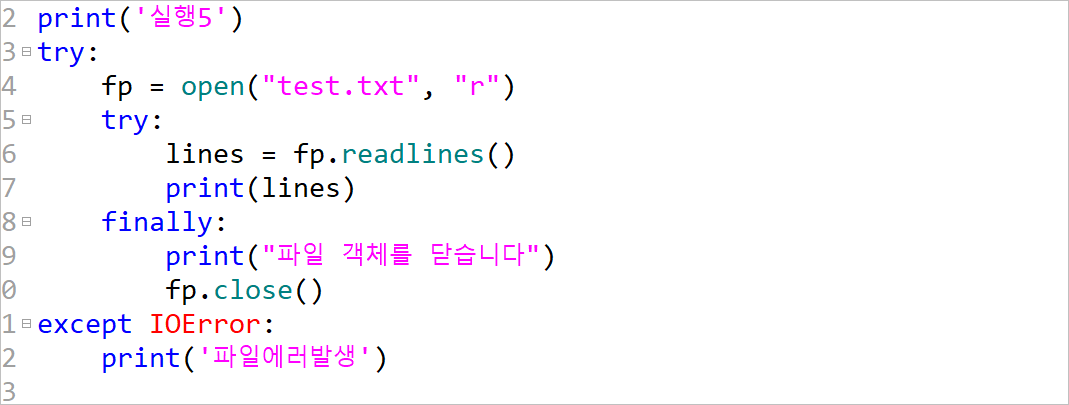 2 print('실행5')
3 try:
4     fp = open("test.txt", "r")
5     try:
6         lines = fp.readlines()
7         print(lines)
8     finally:
9         print("파일 객체를 닫습니다")
0         fp.close()
1 except IOError:
2     print('파일에러발생')
3